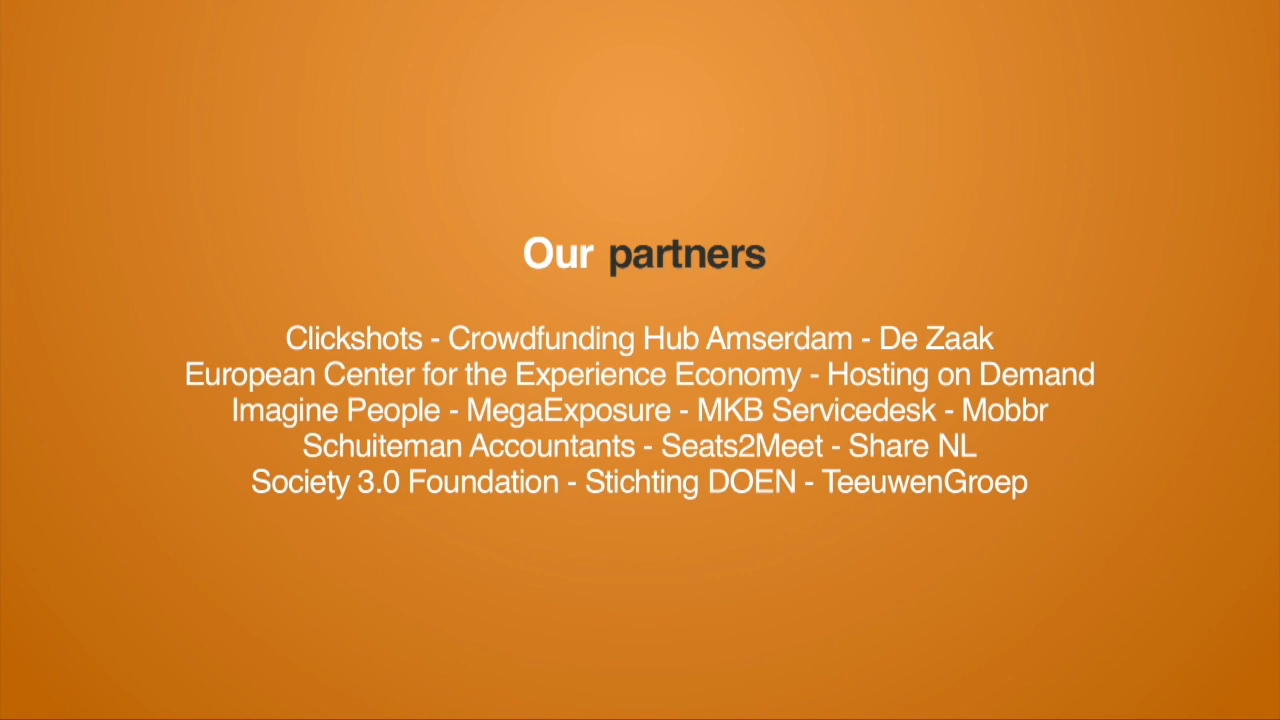 Our partners
Clickshots - Crowdfunding Hub Amserdam - De Zaak
European Center for the Experience Economy - Hosting on Demand
Imagine People - MegaExposure - MKB Servicedesk - Mobbr
Schuiteman Accountants - Seats2Meet - Share NL
Society 3.0 Foundation - Stichting DOEN - TeeuwenGroep